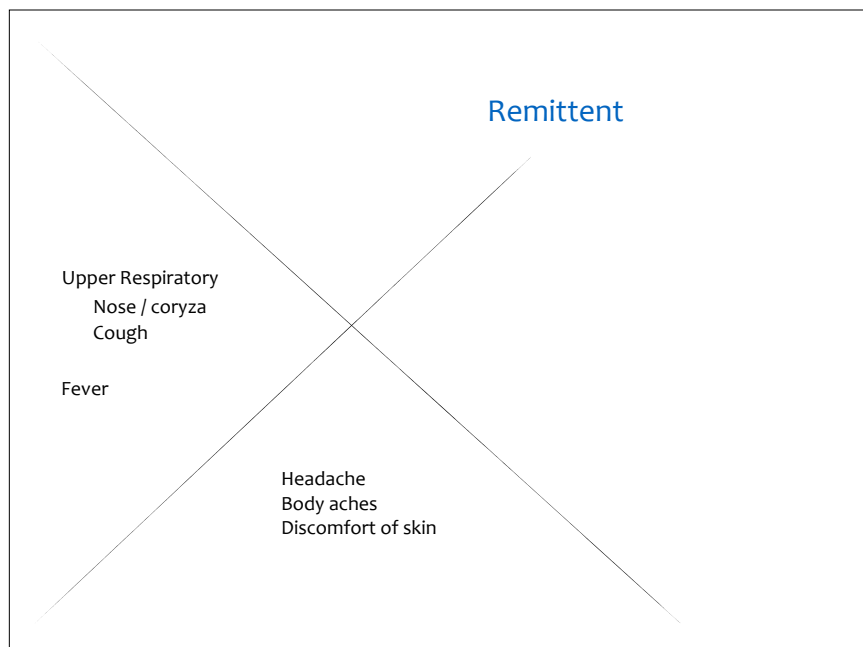 Remittent
Upper Respiratory
Nose / coryza
Cough
Fever
Headache
Body aches
Discomfort of skin